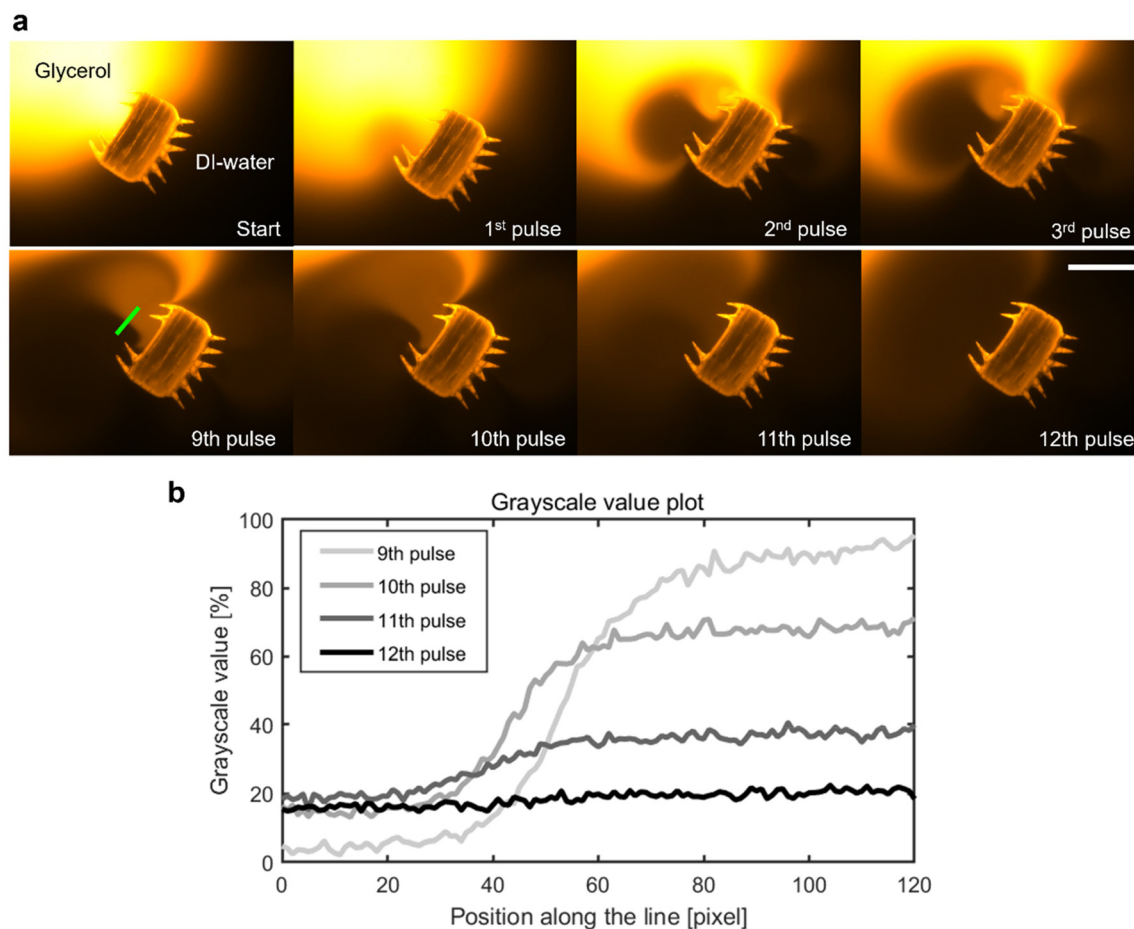 a
Glycerol
DI-water
Start
1st pulse
2nd pulse
3rd pulse
9th pulse
10th pulse
11th pulse
12th pulse
b
Grayscale value plot
Grayscale value [%]
100
80
60
40
20
0
9th pulse
10th pulse
11th pulse
12th pulse
0 20 40 60 80 100 120
Position along the line [pixel]